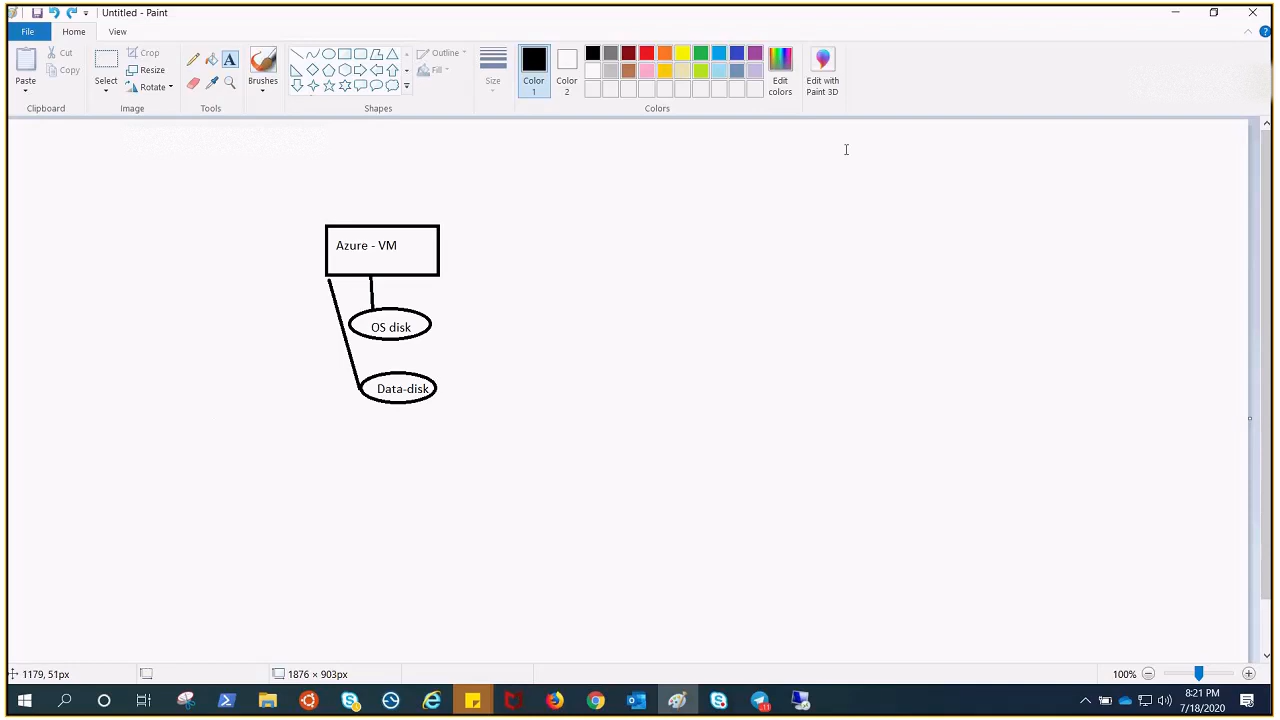 Untitled - Paint
File Home View
Paste
Cut
Copy
Clipboard
Select
Crop
Resize
Rotate
Image
A
Tools
Brushes
Outline
Fill
Shapes
Size
Color 1
Color 2
Edit colors
Colors
Edit with Paint 3D
Azure - VM
OS disk
Data-disk
1179, 51px
1876 × 903px
100%
8:21 PM
7/18/2020